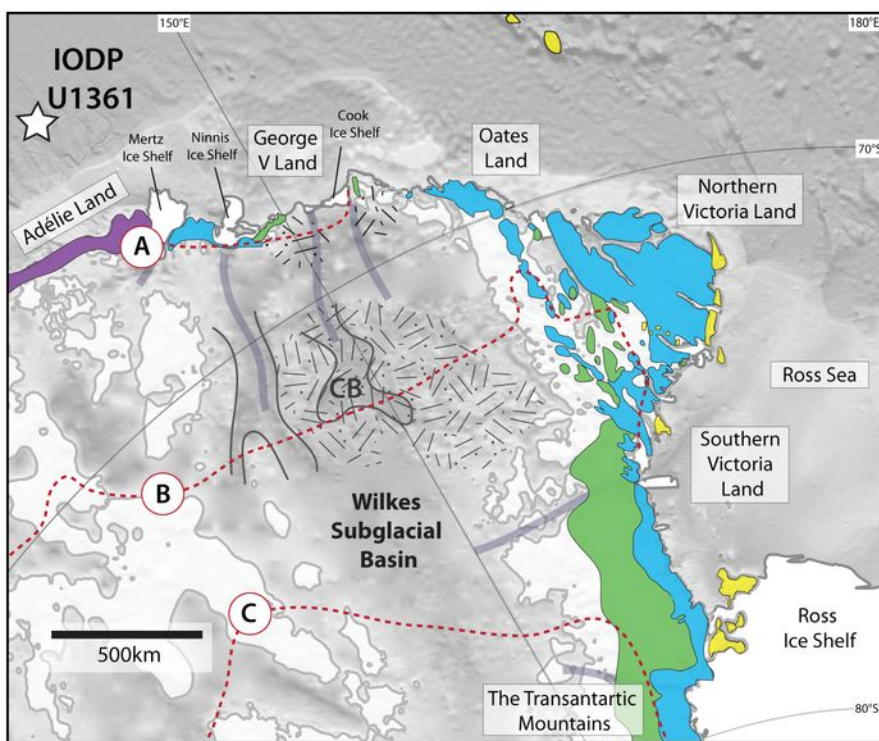 150°E
180°E
IODP
U1361
Mertz
Ice Shelf
Ninnis
Ice Shelf
George
V Land
Cook
Ice Shelf
Oates
Land
70°S
Adélie Land
Northern
Victoria Land
A
CB
Ross Sea
Southern
Victoria
Land
B
Wilkes
Subglacial
Basin
C
500km
Ross
Ice Shelf
The Transantartic
Mountains
80°S